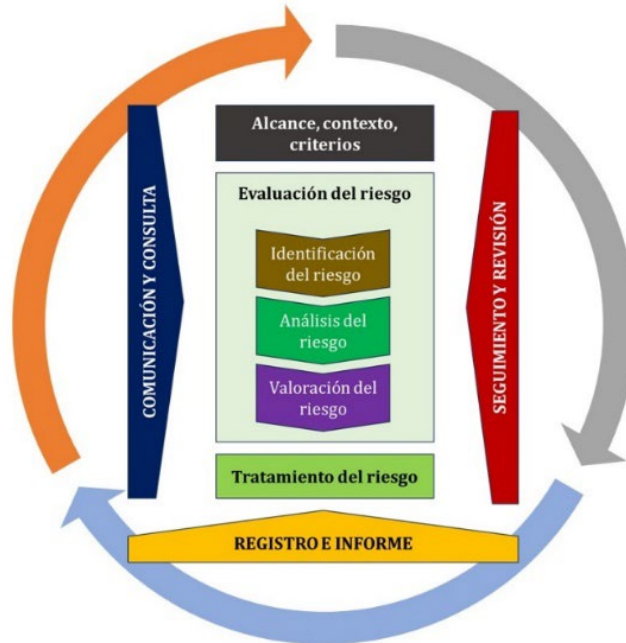 Alcance, contexto,
criterios
Evaluación del riesgo
Identificación
del riesgo
Análisis del
riesgo
Valoración del
riesgo
Tratamiento del riesgo
COMUNICACIÓN Y CONSULTA
SEGUIMIENTO Y REVISIÓN
REGISTRO E INFORME